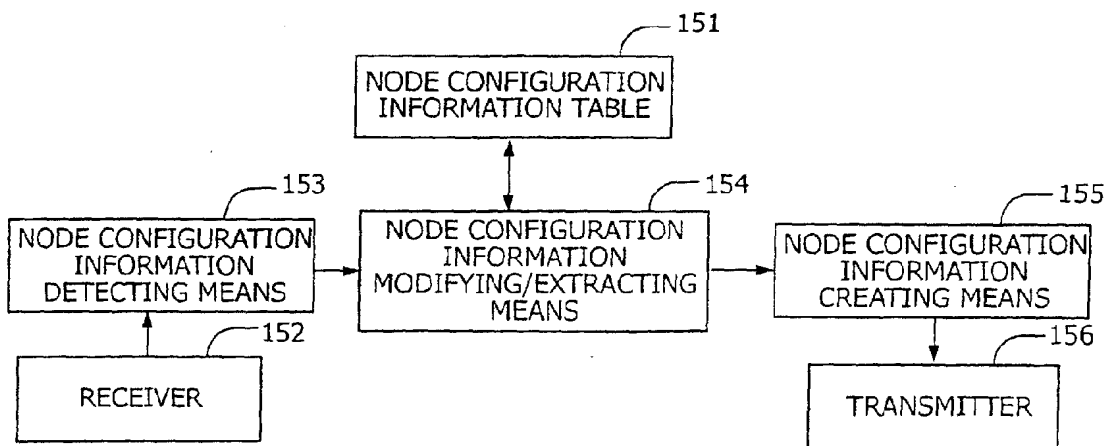 151
NODE CONFIGURATION
INFORMATION TABLE
153
NODE CONFIGURATION
INFORMATION
DETECTING MEANS
154
NODE CONFIGURATION
INFORMATION
MODIFYING/EXTRACTING
MEANS
155
NODE CONFIGURATION
INFORMATION
CREATING MEANS
152
RECEIVER
156
TRANSMITTER